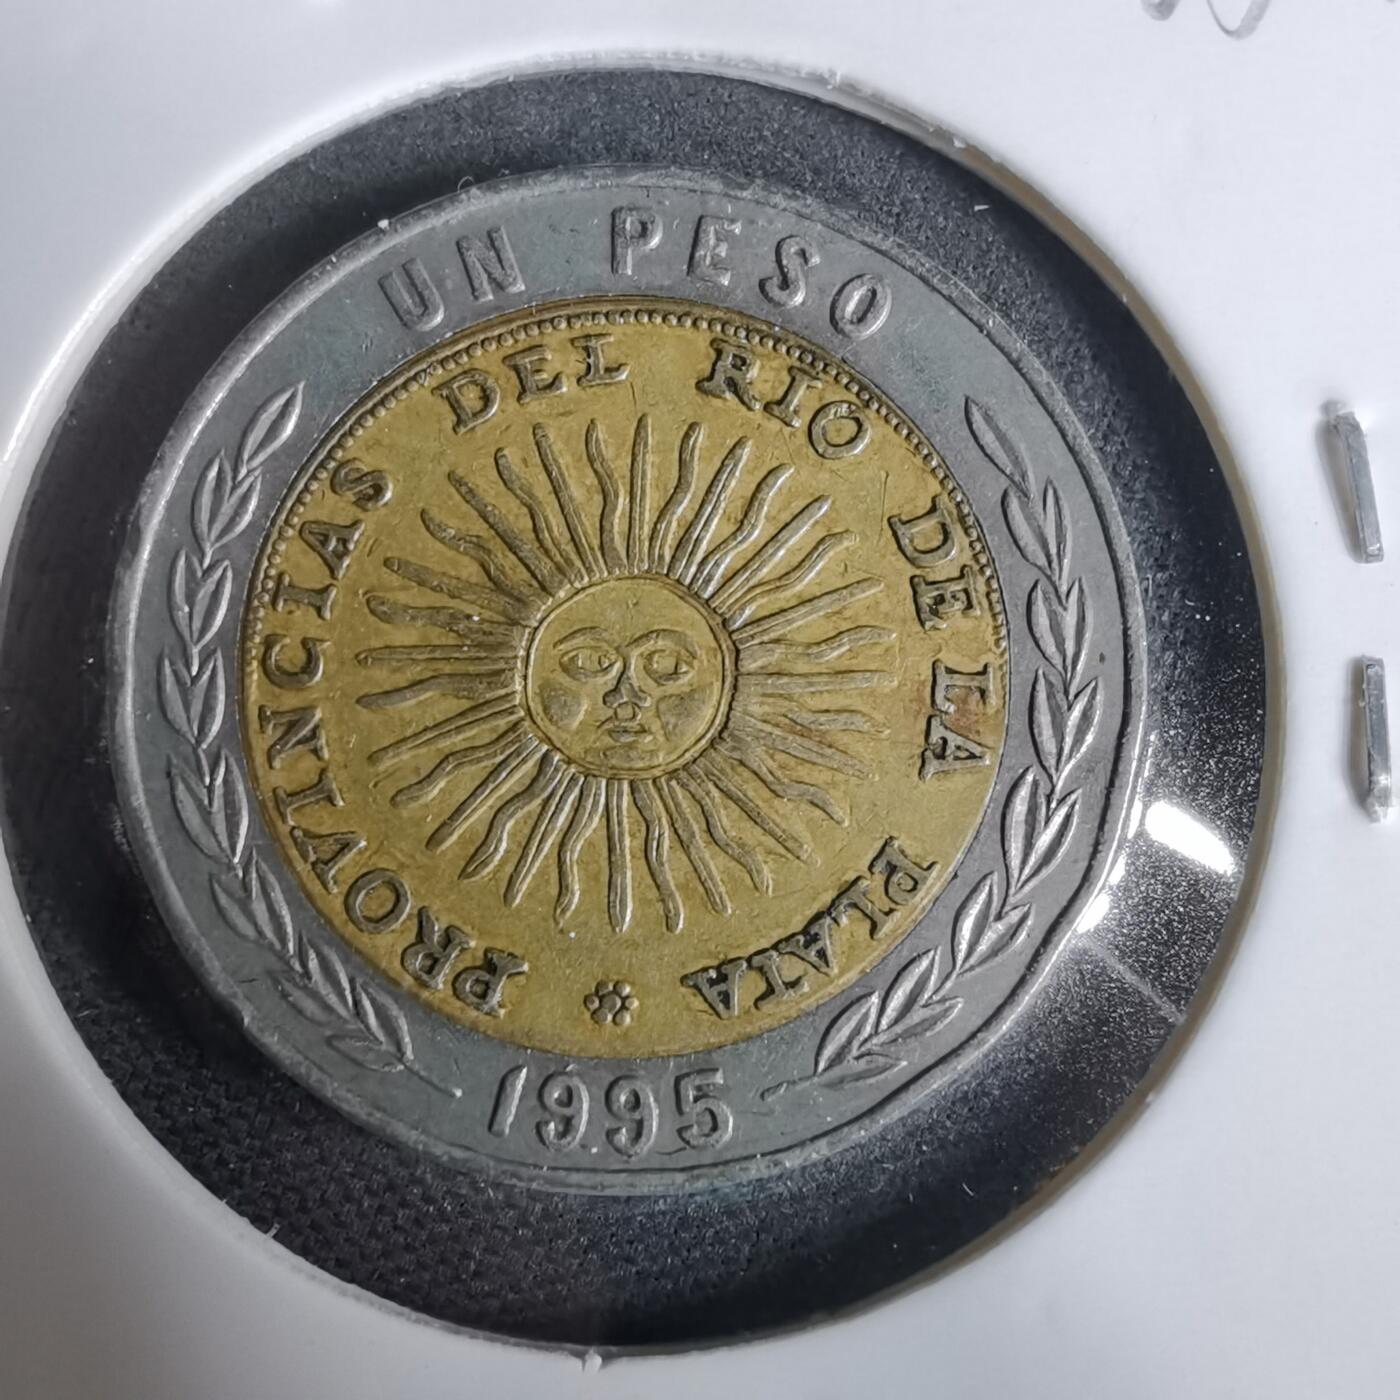 UN PESO
PROVINCIAS DEL RIO DE LA PLATA
1995